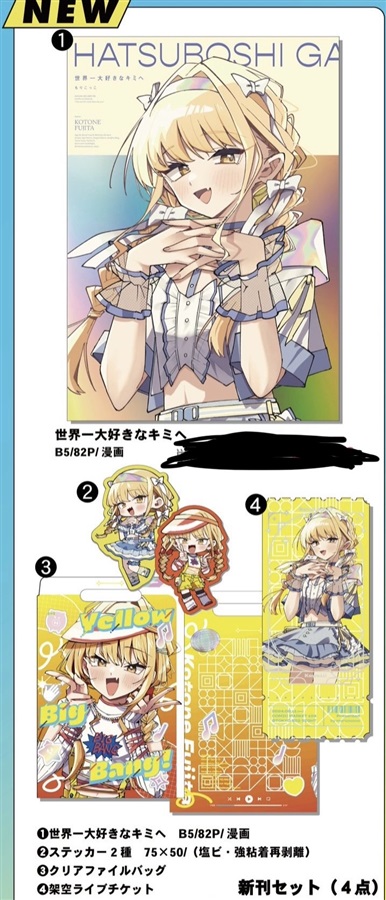 NEW
❶
HATSUBOSHI GA
世界一大好きなキミへ
KOTONE
FUJITA
世界一大好きなキミへ
B5/82P/漫画
❷
❹
❸
Yellow
Big
Bang!
Kotone Fujita
❶世界一大好きなキミへ B5/82P/漫画
❷ステッカー2種 75×50/（塩ビ・強粘着再剥離）
❸クリアファイルバッグ
❹架空ライブチケット
新刊セット（4点）